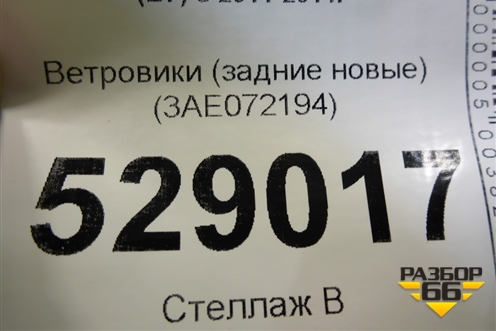 Ветровики (задние новые)
(3AE072194)
529017
Стеллаж В
РАЗБОР
66